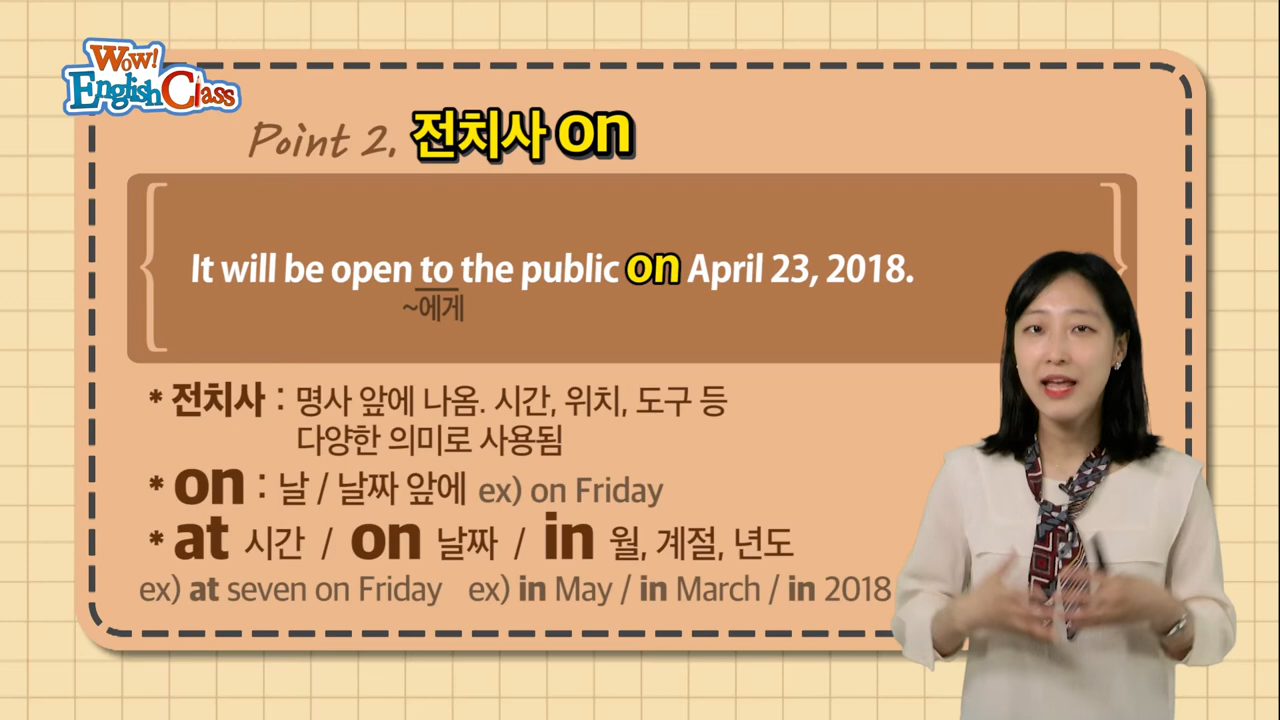 Wow!
English Class
Point 2. 전치사 on
It will be open to the public on April 23, 2018.
~에게
* 전치사 : 명사 앞에 나옴. 시간, 위치, 도구 등
다양한 의미로 사용됨
* on : 날 / 날짜 앞에 ex) on Friday
* at 시간 / on 날짜 / in 월, 계절, 년도
ex) at seven on Friday ex) in May / in March / in 2018